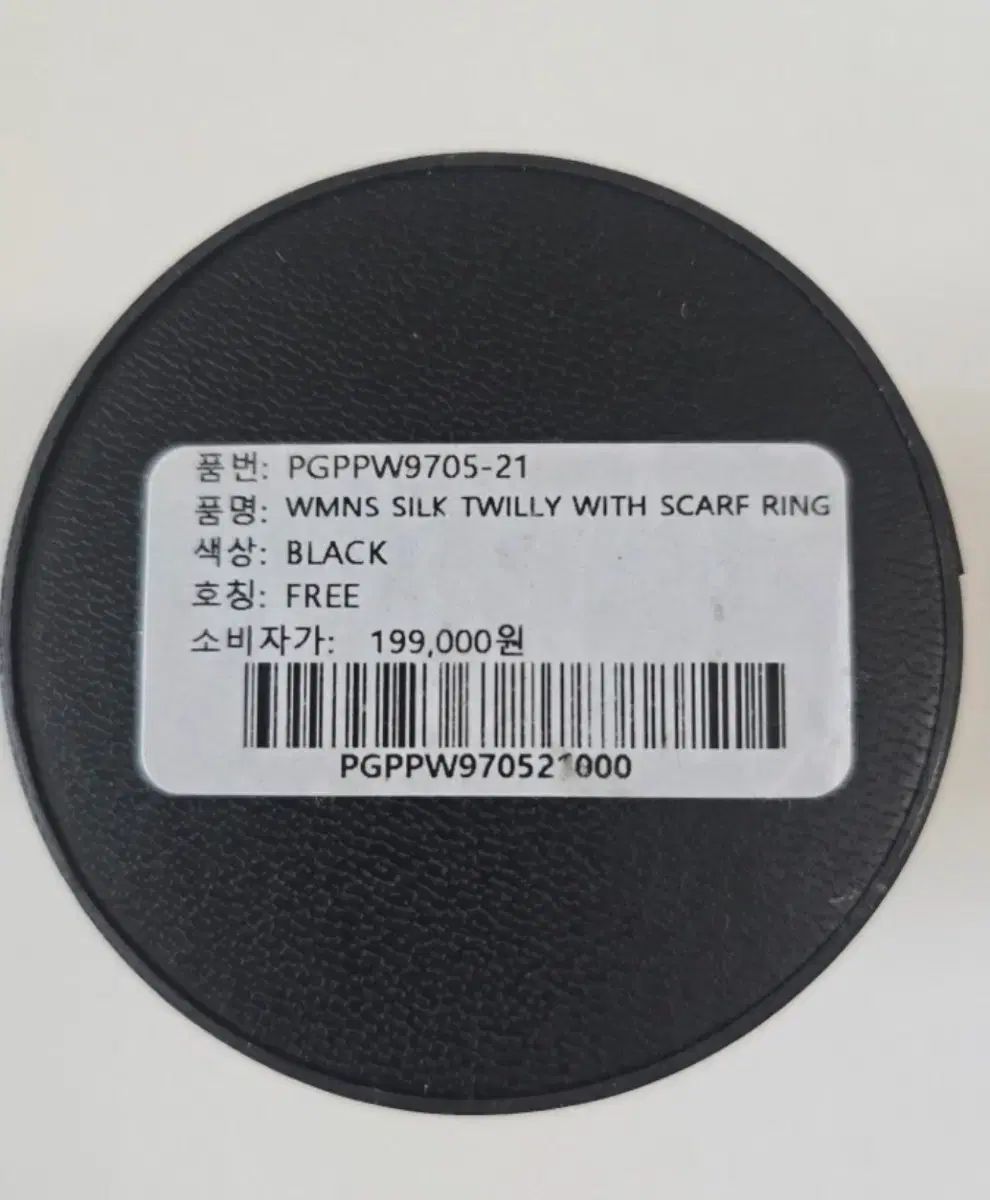 품번: PGPPW9705-21
품명: WMNS SILK TWILLY WITH SCARF RING
색상: BLACK
호칭: FREE
소비자가: 199,000원
PGPPW970521000